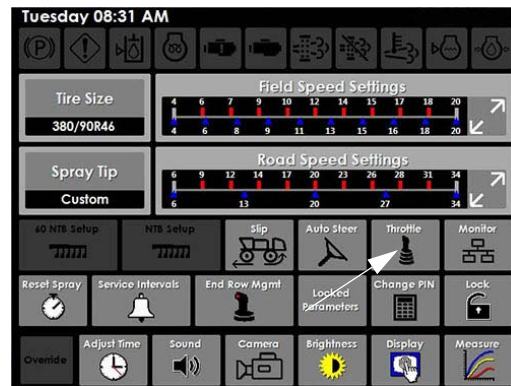 Tuesday 08:31 AM
Tire Size
380/90R46
Field Speed Settings
4 6 7 9 10 12 14 15 17 18 20
4 6 8 9 11 13 15 16 18 20
Spray Tip
Custom
Road Speed Settings
6 9 11 14 17 20 23 26 28 31 34
6 13 20 27 34
60 NTB Setup
NTB Setup
Slip
Auto Steer
Throttle
Monitor
Reset Spray
Service Intervals
End Row Mgmt
Locked
Parameters
Change PIN
Lock
Override
Adjust Time
Sound
Camera
Brightness
Display
Measure